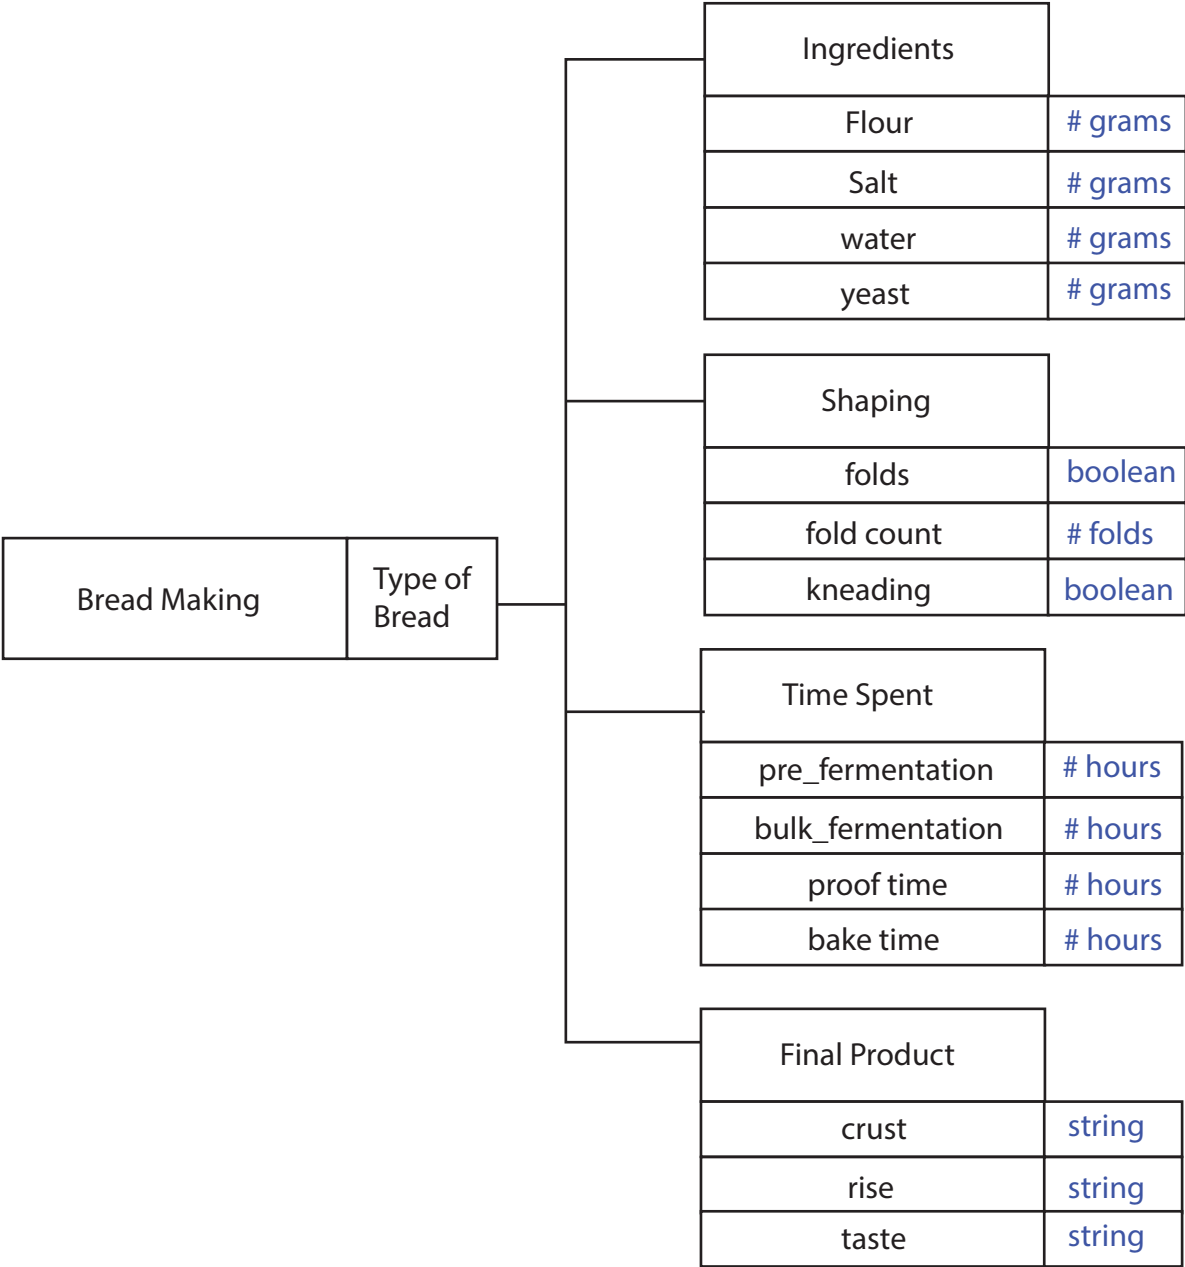 Ingredients
Flour # grams
Salt # grams
water # grams
yeast # grams
Shaping
folds boolean
fold count # folds
kneading boolean
Bread Making
Type of
Bread
Time Spent
pre_fermentation # hours
bulk_fermentation # hours
proof time # hours
bake time # hours
Final Product
crust string
rise string
taste string